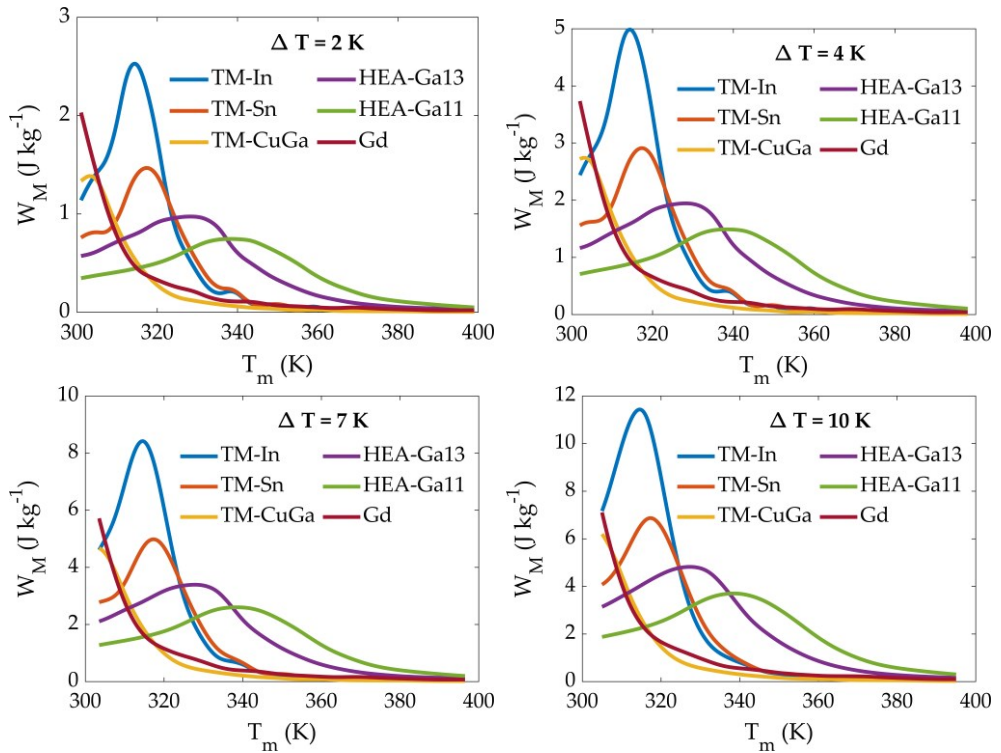 Δ T = 2 K
TM-In
HEA-Ga13
TM-Sn
HEA-Ga11
TM-CuGa
Gd
W_M (J kg⁻¹)
3
2
1
0
300 320 340 360 380 400
T_m (K)
Δ T = 4 K
TM-In
HEA-Ga13
TM-Sn
HEA-Ga11
TM-CuGa
Gd
W_M (J kg⁻¹)
5
4
3
2
1
0
300 320 340 360 380 400
T_m (K)
Δ T = 7 K
TM-In
HEA-Ga13
TM-Sn
HEA-Ga11
TM-CuGa
Gd
W_M (J kg⁻¹)
10
8
6
4
2
0
300 320 340 360 380 400
T_m (K)
Δ T = 10 K
TM-In
HEA-Ga13
TM-Sn
HEA-Ga11
TM-CuGa
Gd
W_M (J kg⁻¹)
12
10
8
6
4
2
0
300 320 340 360 380 400
T_m (K)